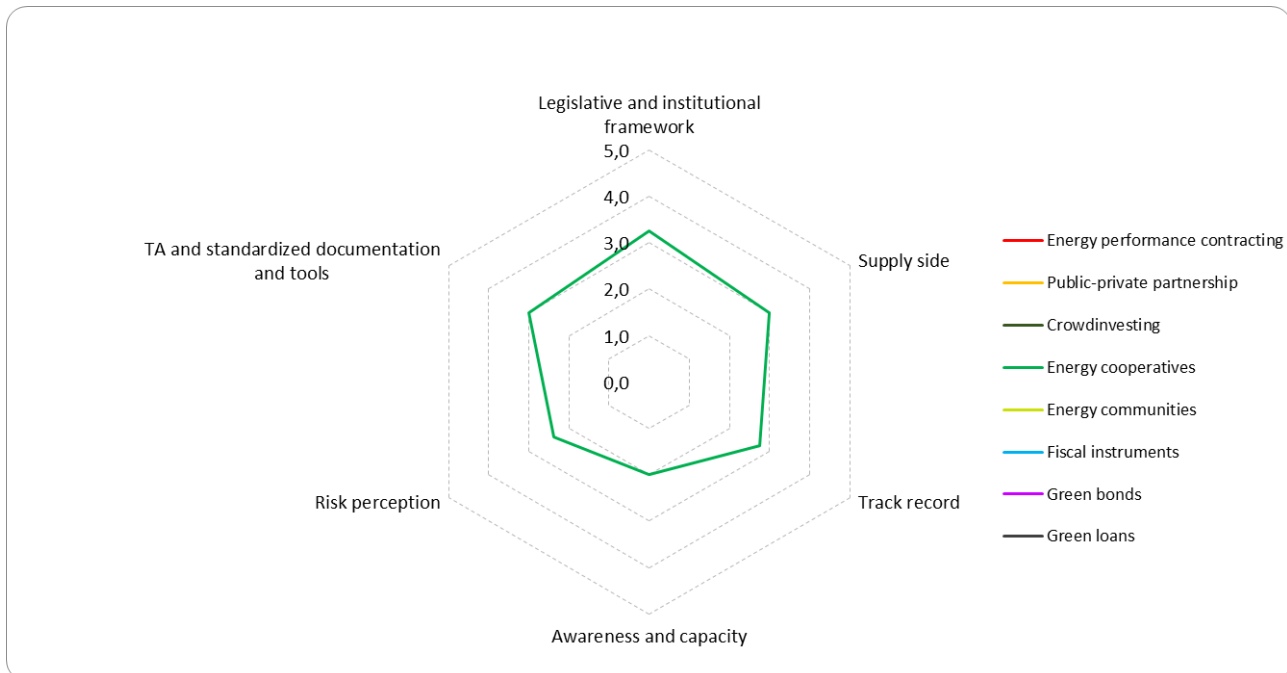 Legislative and institutional
framework
5,0
4,0
3,0
2,0
1,0
0,0
TA and standardized documentation
and tools
Supply side
Risk perception
Track record
Awareness and capacity
Energy performance contracting
Public-private partnership
Crowdinvesting
Energy cooperatives
Energy communities
Fiscal instruments
Green bonds
Green loans